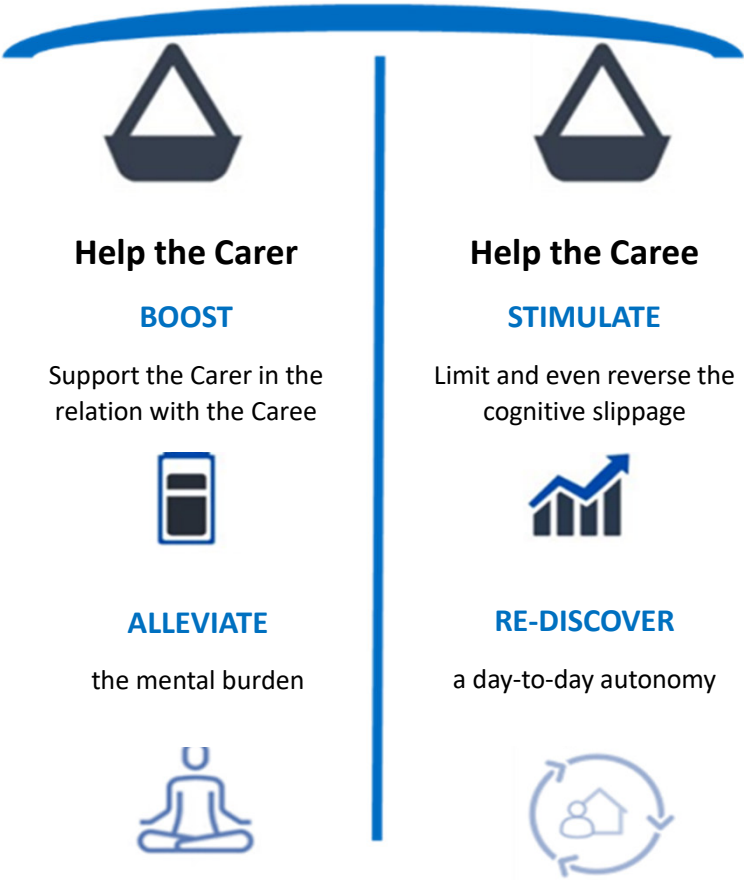 Help the Carer
BOOST
Support the Carer in the
relation with the Caree
ALLEVIATE
the mental burden
Help the Caree
STIMULATE
Limit and even reverse the
cognitive slippage
RE-DISCOVER
a day-to-day autonomy